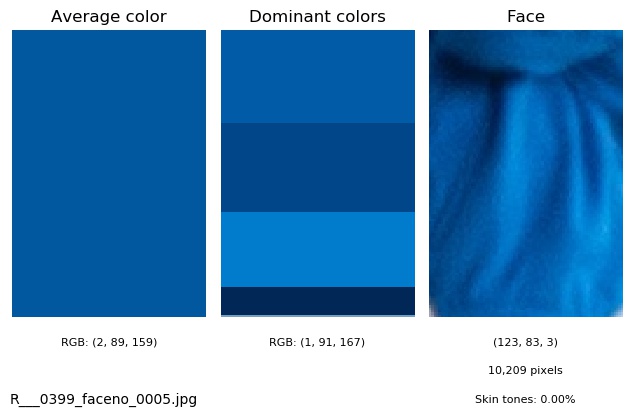 Average color
Dominant colors
Face
RGB: (2, 89, 159)
RGB: (1, 91, 167)
(123, 83, 3)
10,209 pixels
R___0399_faceno_0005.jpg
Skin tones: 0.00%